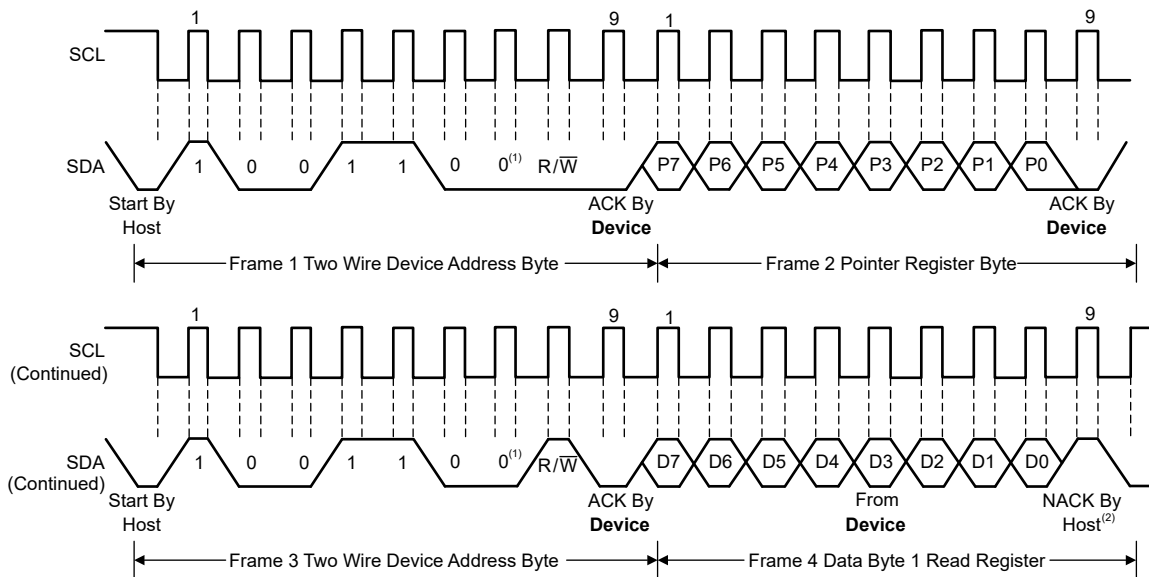 1 9 1 9
SCL
SDA 1 0 0 1 1 0 0(1) R/W̅ P7 P6 P5 P4 P3 P2 P1 P0
Start By Host
ACK By Device
ACK By Device
Frame 1 Two Wire Device Address Byte
Frame 2 Pointer Register Byte
1 9 1 9
SCL (Continued)
SDA (Continued) 1 0 0 1 1 0 0(1) R/W̅ D7 D6 D5 D4 D3 D2 D1 D0
Start By Host
ACK By Device
From Device
NACK By Host(2)
Frame 3 Two Wire Device Address Byte
Frame 4 Data Byte 1 Read Register